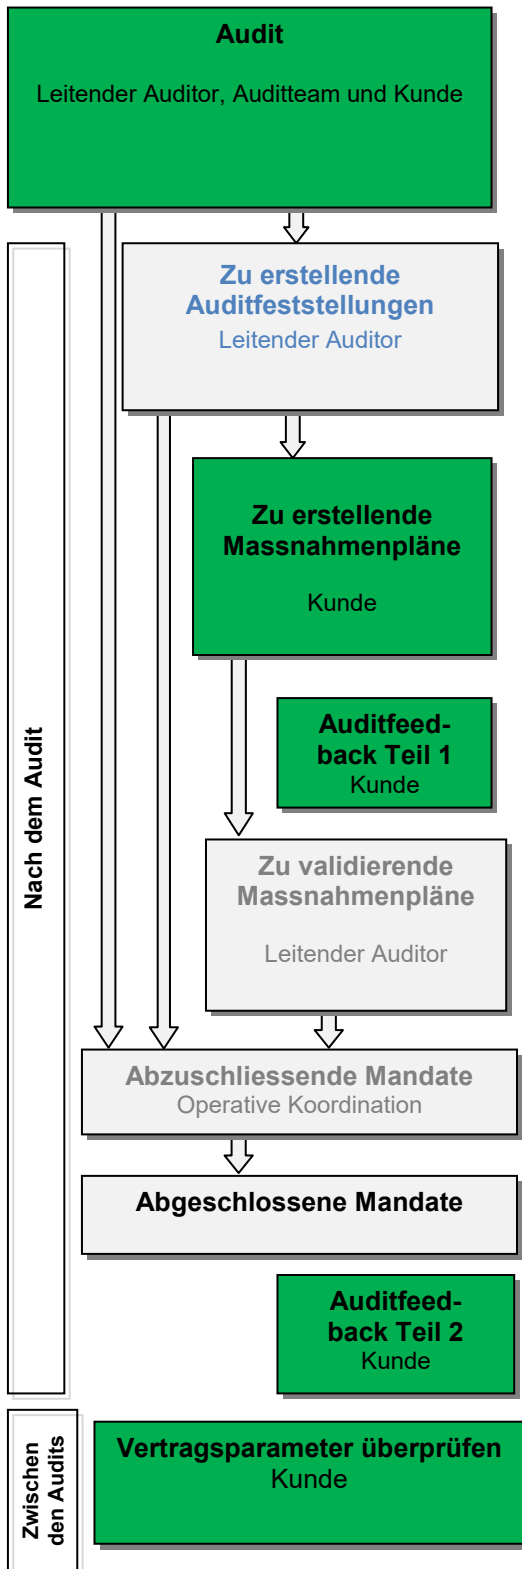 Audit
Leitender Auditor, Auditteam und Kunde
Nach dem Audit
Zu erstellende
Auditfeststellungen
Leitender Auditor
Zu erstellende
Massnahmenpläne
Kunde
Auditfeed-
back Teil 1
Kunde
Zu validierende
Massnahmenpläne
Leitender Auditor
Abzuschliessende Mandate
Operative Koordination
Abgeschlossene Mandate
Auditfeed-
back Teil 2
Kunde
Zwischen
den Audits
Vertragsparameter überprüfen
Kunde